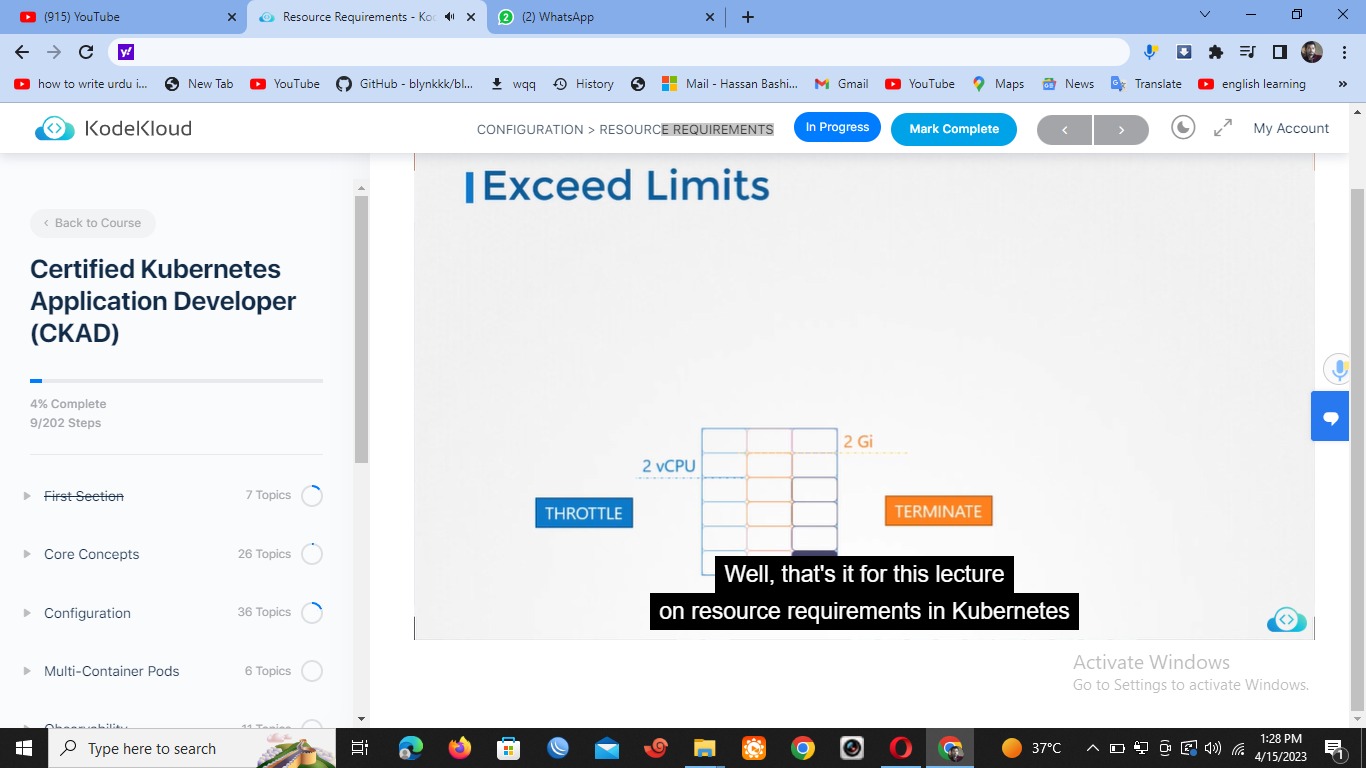 (915) YouTube
Resource Requirements - Ko
(2) WhatsApp
y!
how to write urdu i...
New Tab
YouTube
GitHub - blynkkk/bl...
wqq
History
Mail - Hassan Bashi...
Gmail
YouTube
Maps
News
Translate
english learning
»
KodeKloud
CONFIGURATION > RESOURCE REQUIREMENTS
In Progress
Mark Complete
My Account
Back to Course
Certified Kubernetes
Application Developer
(CKAD)
4% Complete
9/202 Steps
First Section
7 Topics
Core Concepts
26 Topics
Configuration
36 Topics
Multi-Container Pods
6 Topics
Observability
11 Topics
Exceed Limits
2 Gi
2 vCPU
THROTTLE
TERMINATE
Well, that's it for this lecture
on resource requirements in Kubernetes
Activate Windows
Go to Settings to activate Windows.
Type here to search
37°C
1:28 PM
4/15/2023
1